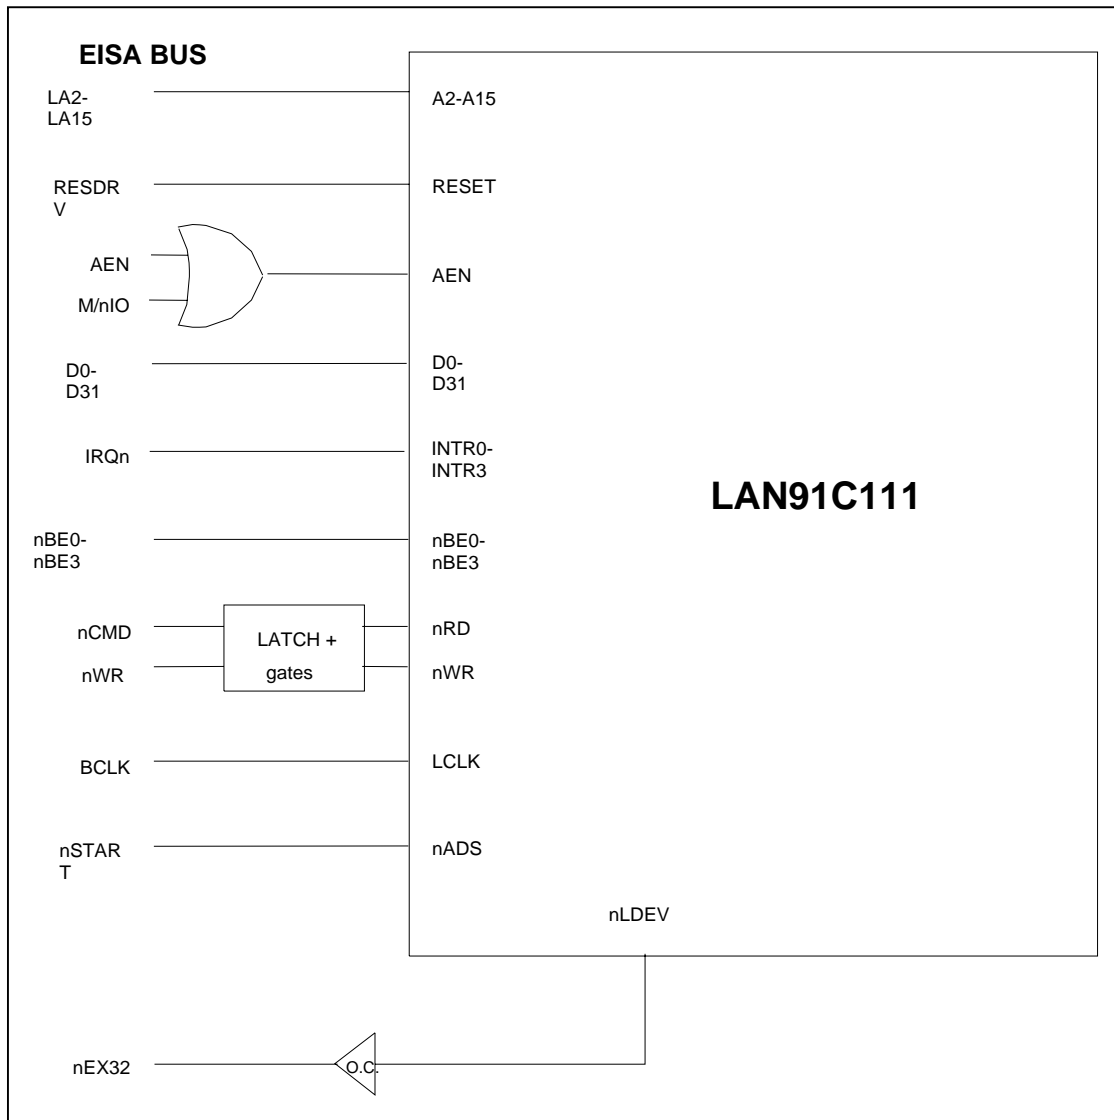 EISA BUS
LA2-
LA15
A2-A15
RESDR
V
RESET
AEN
M/nIO
AEN
D0-
D31
D0-
D31
IRQn
INTR0-
INTR3
LAN91C111
nBE0-
nBE3
nBE0-
nBE3
nCMD
nWR
LATCH +
gates
nRD
nWR
BCLK
LCLK
nSTAR
T
nADS
nLDEV
nEX32
O.C.